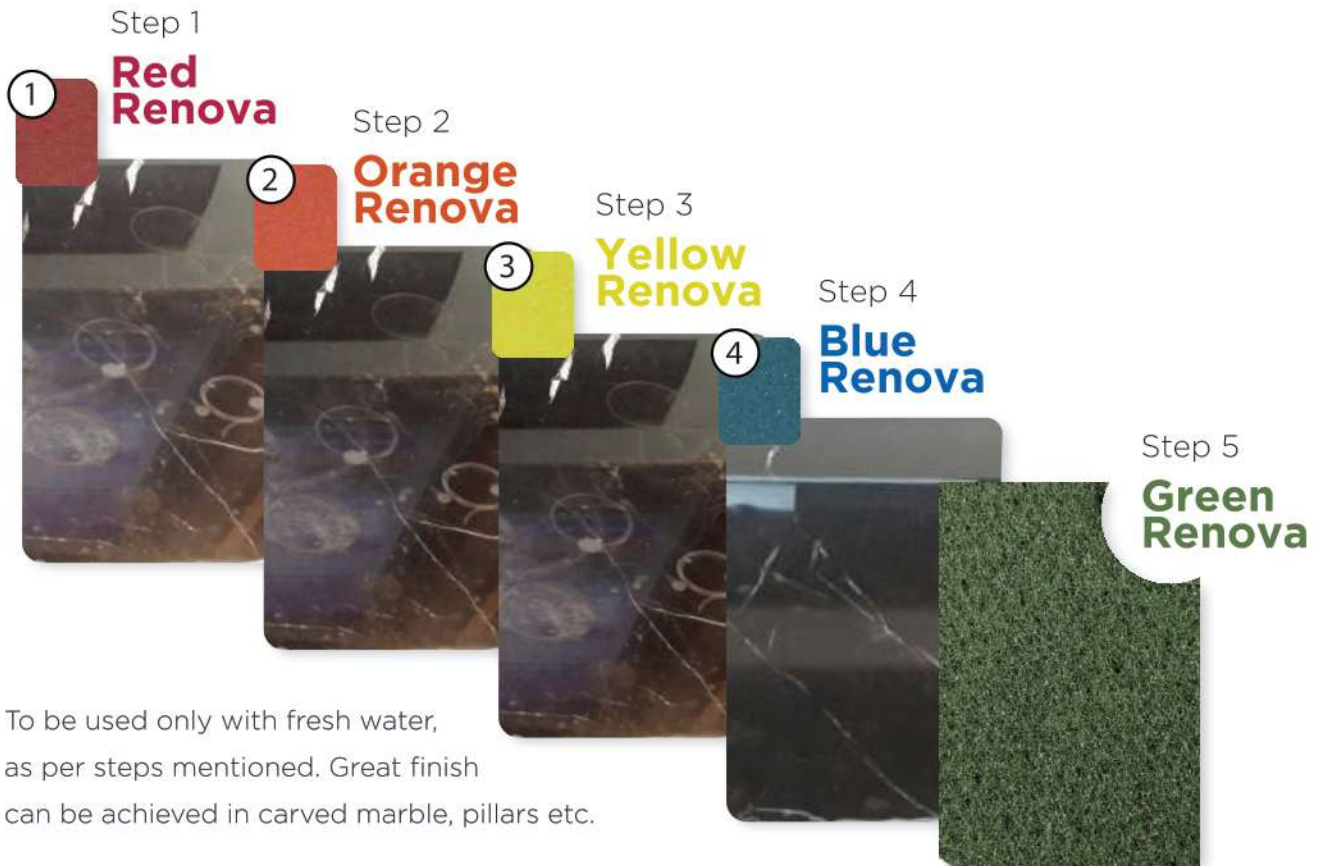 Step 1
Red
Renova
1
Step 2
Orange
Renova
2
Step 3
Yellow
Renova
3
Step 4
Blue
Renova
4
Step 5
Green
Renova
To be used only with fresh water,
as per steps mentioned. Great finish
can be achieved in carved marble, pillars etc.